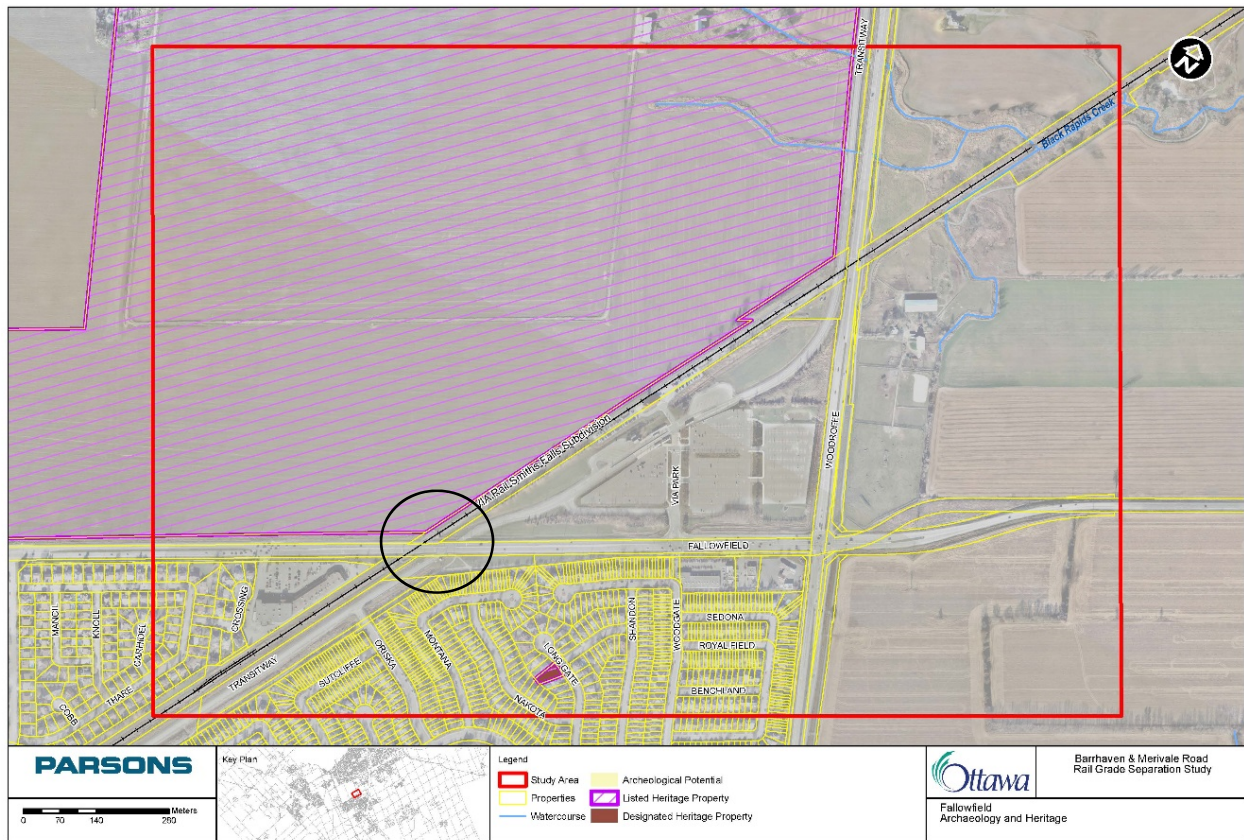 TRANSITWAY
N
Black Rapids Creek
VIA Rail Smiths Falls Subdivision
WOODROFFE
VIA PARK
FALLOWFIELD
CROSSING
KNOLL
THARE
COBB
TRANSITWAY
SUTCLIFFE
ORISKA
MONTANA
LONG GATE
NAKOTA
SHANDON
WOODGATE
SEDONA
ROYAL FIELD
BENCHLAND
PARSONS
Meters
0 70 140 280
Key Plan
Legend
Study Area
Archeological Potential
Properties
Listed Heritage Property
Watercourse
Designated Heritage Property
Ottawa
Barrhaven & Merivale Road
Rail Grade Separation Study
Fallowfield
Archaeology and Heritage